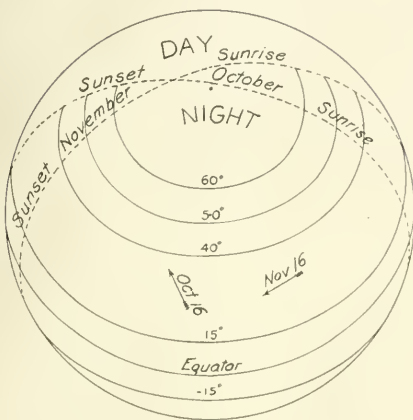 DAY
Sunrise
Sunset
October
November
NIGHT
Sunrise
Sunset
60°
50°
40°
Oct 16
Nov 16
15°
Equator
-15°